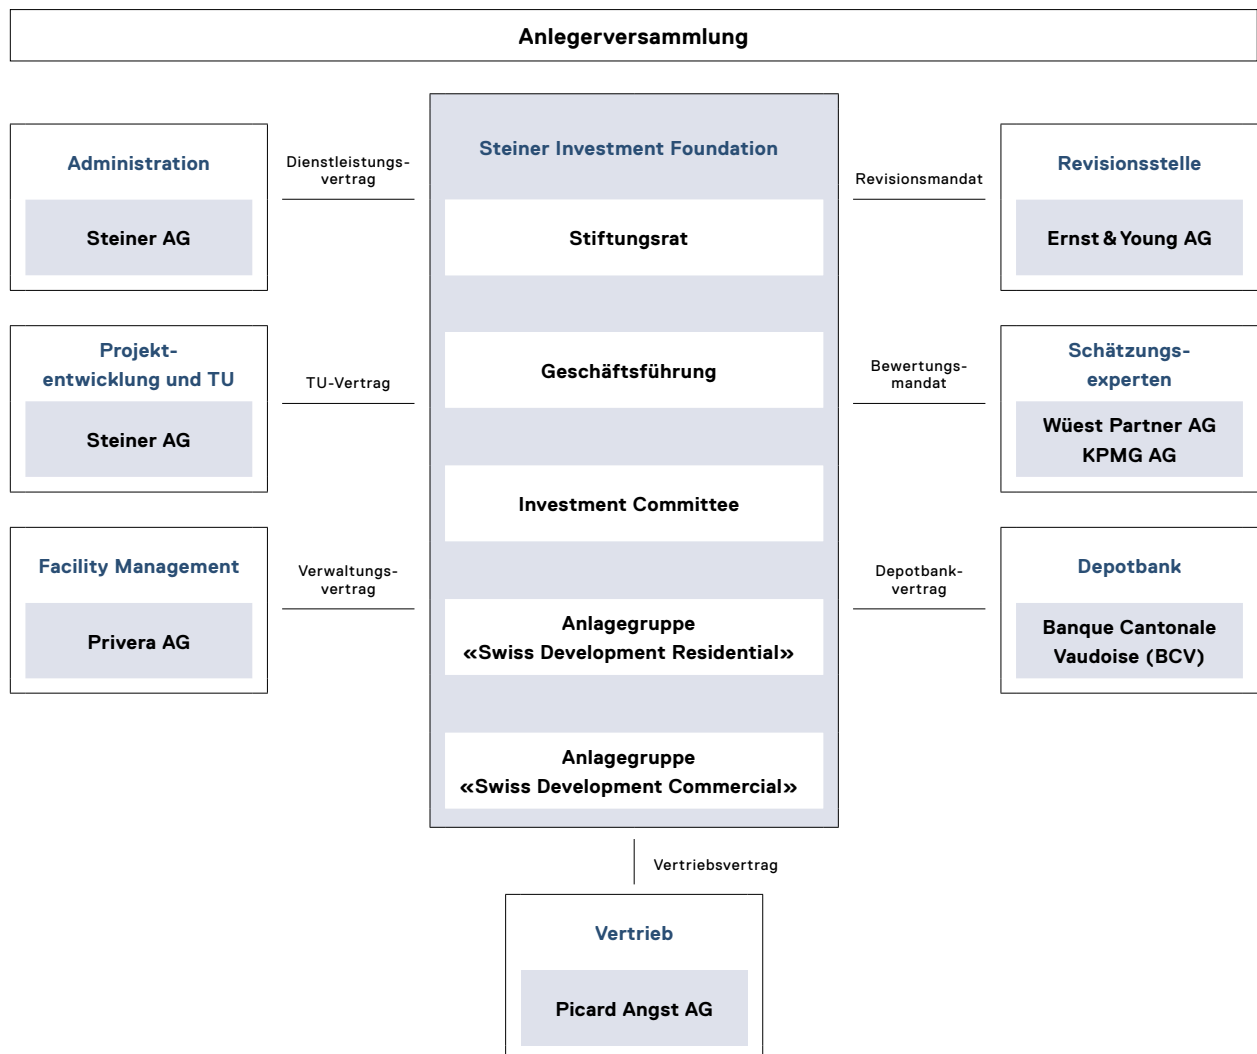 Anlegerversammlung
Administration
Steiner AG
Dienstleistungs-
vertrag
Projekt-
entwicklung und TU
Steiner AG
TU-Vertrag
Facility Management
Privera AG
Verwaltungs-
vertrag
Steiner Investment Foundation
Stiftungsrat
Geschäftsführung
Investment Committee
Anlagegruppe
«Swiss Development Residential»
Anlagegruppe
«Swiss Development Commercial»
Revisionsmandat
Revisionsstelle
Ernst & Young AG
Bewertungs-
mandat
Schätzungs-
experten
Wüest Partner AG
KPMG AG
Depotbank-
vertrag
Depotbank
Banque Cantonale
Vaudoise (BCV)
Vertriebsvertrag
Vertrieb
Picard Angst AG